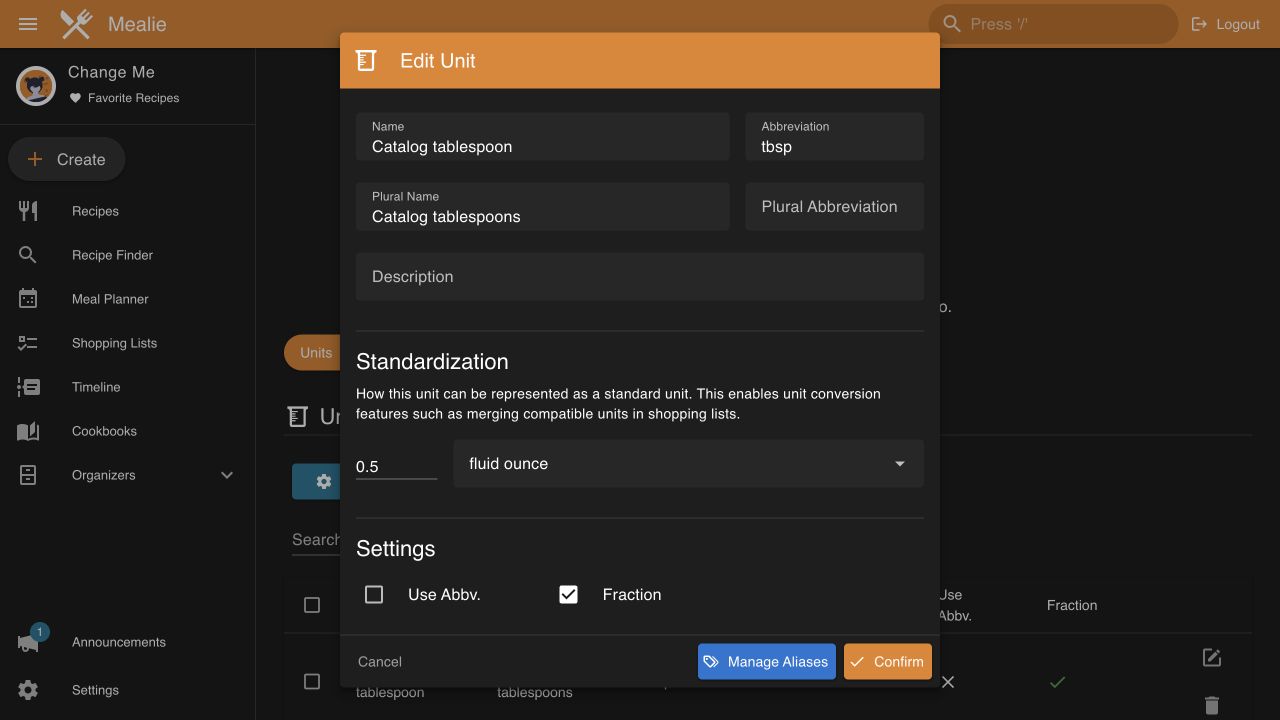 Mealie
Press '/'
Logout
Change Me
Favorite Recipes
Create
Recipes
Recipe Finder
Meal Planner
Shopping Lists
Timeline
Cookbooks
Organizers
1
Announcements
Settings
Edit Unit
Name
Catalog tablespoon
Abbreviation
tbsp
Plural Name
Catalog tablespoons
Plural Abbreviation
Description
o.
Units
Standardization
How this unit can be represented as a standard unit. This enables unit conversion
features such as merging compatible units in shopping lists.
0.5
fluid ounce
Search
Settings
Use Abbv.
Fraction
Use
Abbv.
Fraction
Cancel
Manage Aliases
Confirm
tablespoon
tablespoons